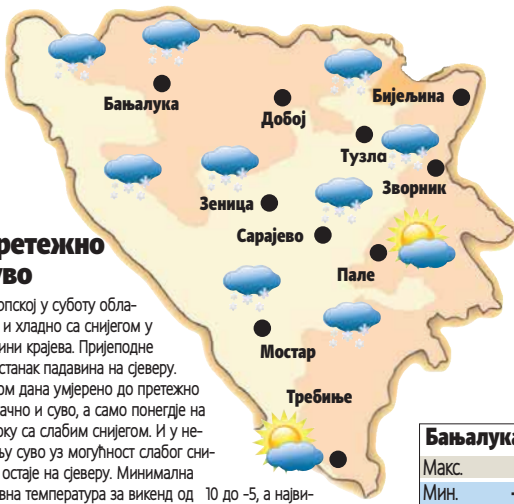 Бањалука
Добој
Бијељина
Тузла
Зворник
Зеница
Сарајево
Пале
Мостар
Требиње
ретежно
уво
опској у суботу обла-
и хладно са снијегом у
ини крајева. Пријеподне
станак падавина на сјеверу.
ом дана умјерено до претежно
ачно и суво, а само понегдје на
оку са слабим снијегом. И у не-
њу суво уз могућност слабог сни-
остаје на сјеверу. Минимална
вна температура за викенд од 10 до -5, а најви-
Бањалука
Макс.
Мин.